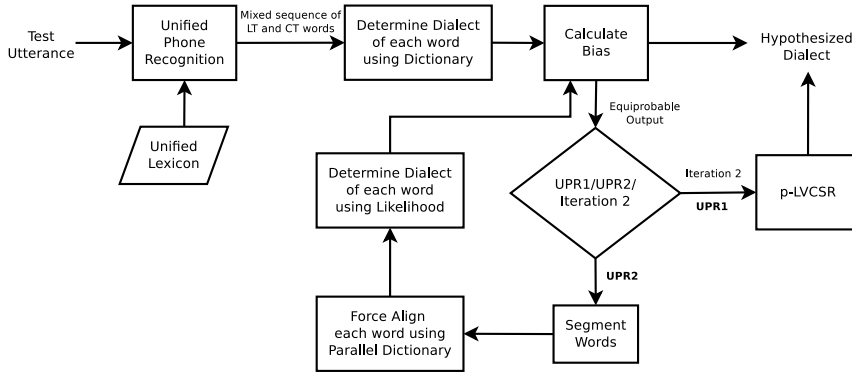 Test
Utterance
Unified
Phone
Recognition
Mixed sequence of
LT and CT words
Determine Dialect
of each word
using Dictionary
Calculate
Bias
Hypothesized
Dialect
Unified
Lexicon
Equiprobable
Output
Determine Dialect
of each word
using Likelihood
UPR1/UPR2/
Iteration 2
Iteration 2
UPR1
p-LVCSR
UPR2
Force Align
each word using
Parallel Dictionary
Segment
Words